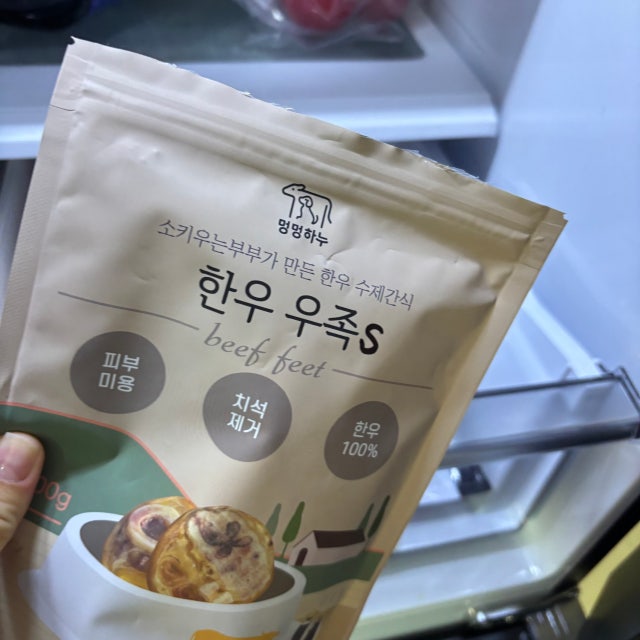 멍멍하누
소키우는부부가 만든 한우 수제간식
한우 우족s
beef feet
피부
미용
치석
제거
한우
100%
00g